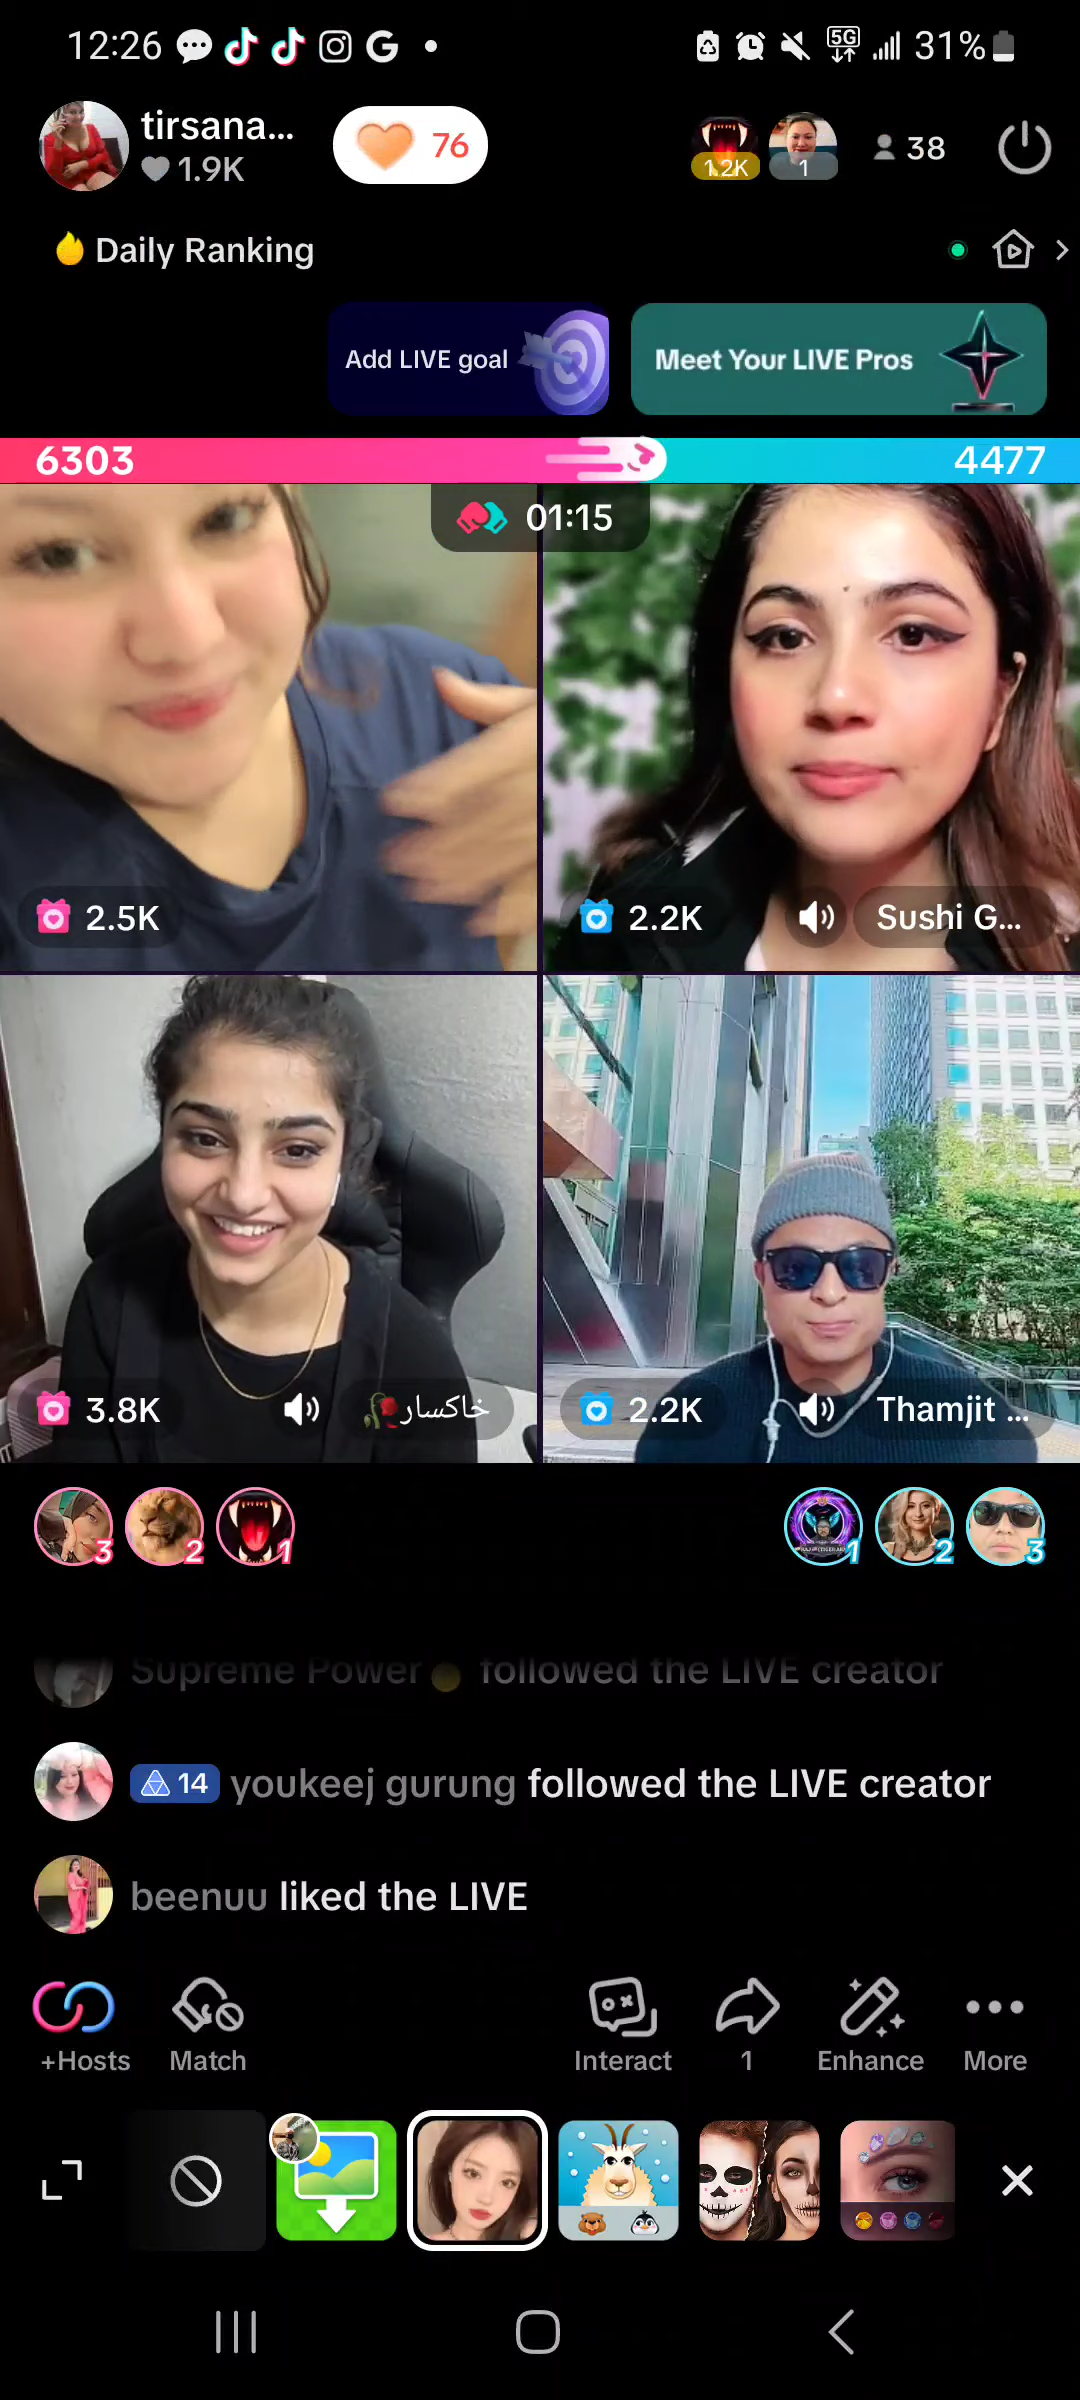 12:26
5G
31%
tirsana...
1.9K
76
1.2K
1
38
Daily Ranking
Add LIVE goal
Meet Your LIVE Pros
6303
4477
01:15
2.5K
2.2K
Sushi G...
3.8K
خاکسار
2.2K
Thamjit ...
3
2
1
1
2
3
Supreme Power followed the LIVE creator
14 youkeej gurung followed the LIVE creator
beenuu liked the LIVE
+Hosts
Match
Interact
1
Enhance
More